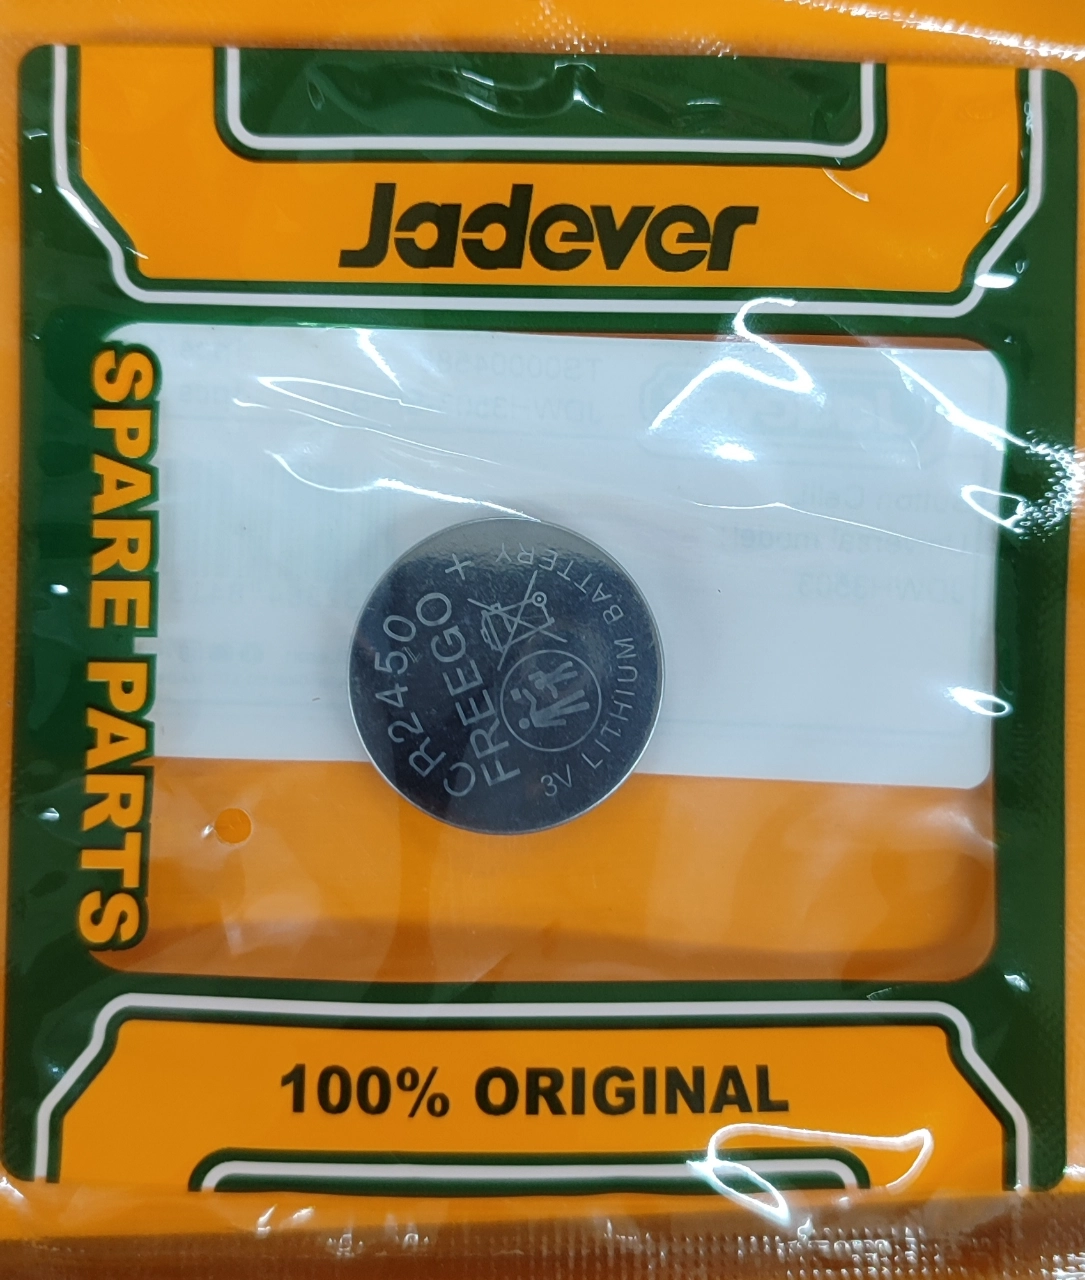 Jadever
SPARE PARTS
CR2450
FREEGO
+
3V LITHIUM BATTERY
100% ORIGINAL